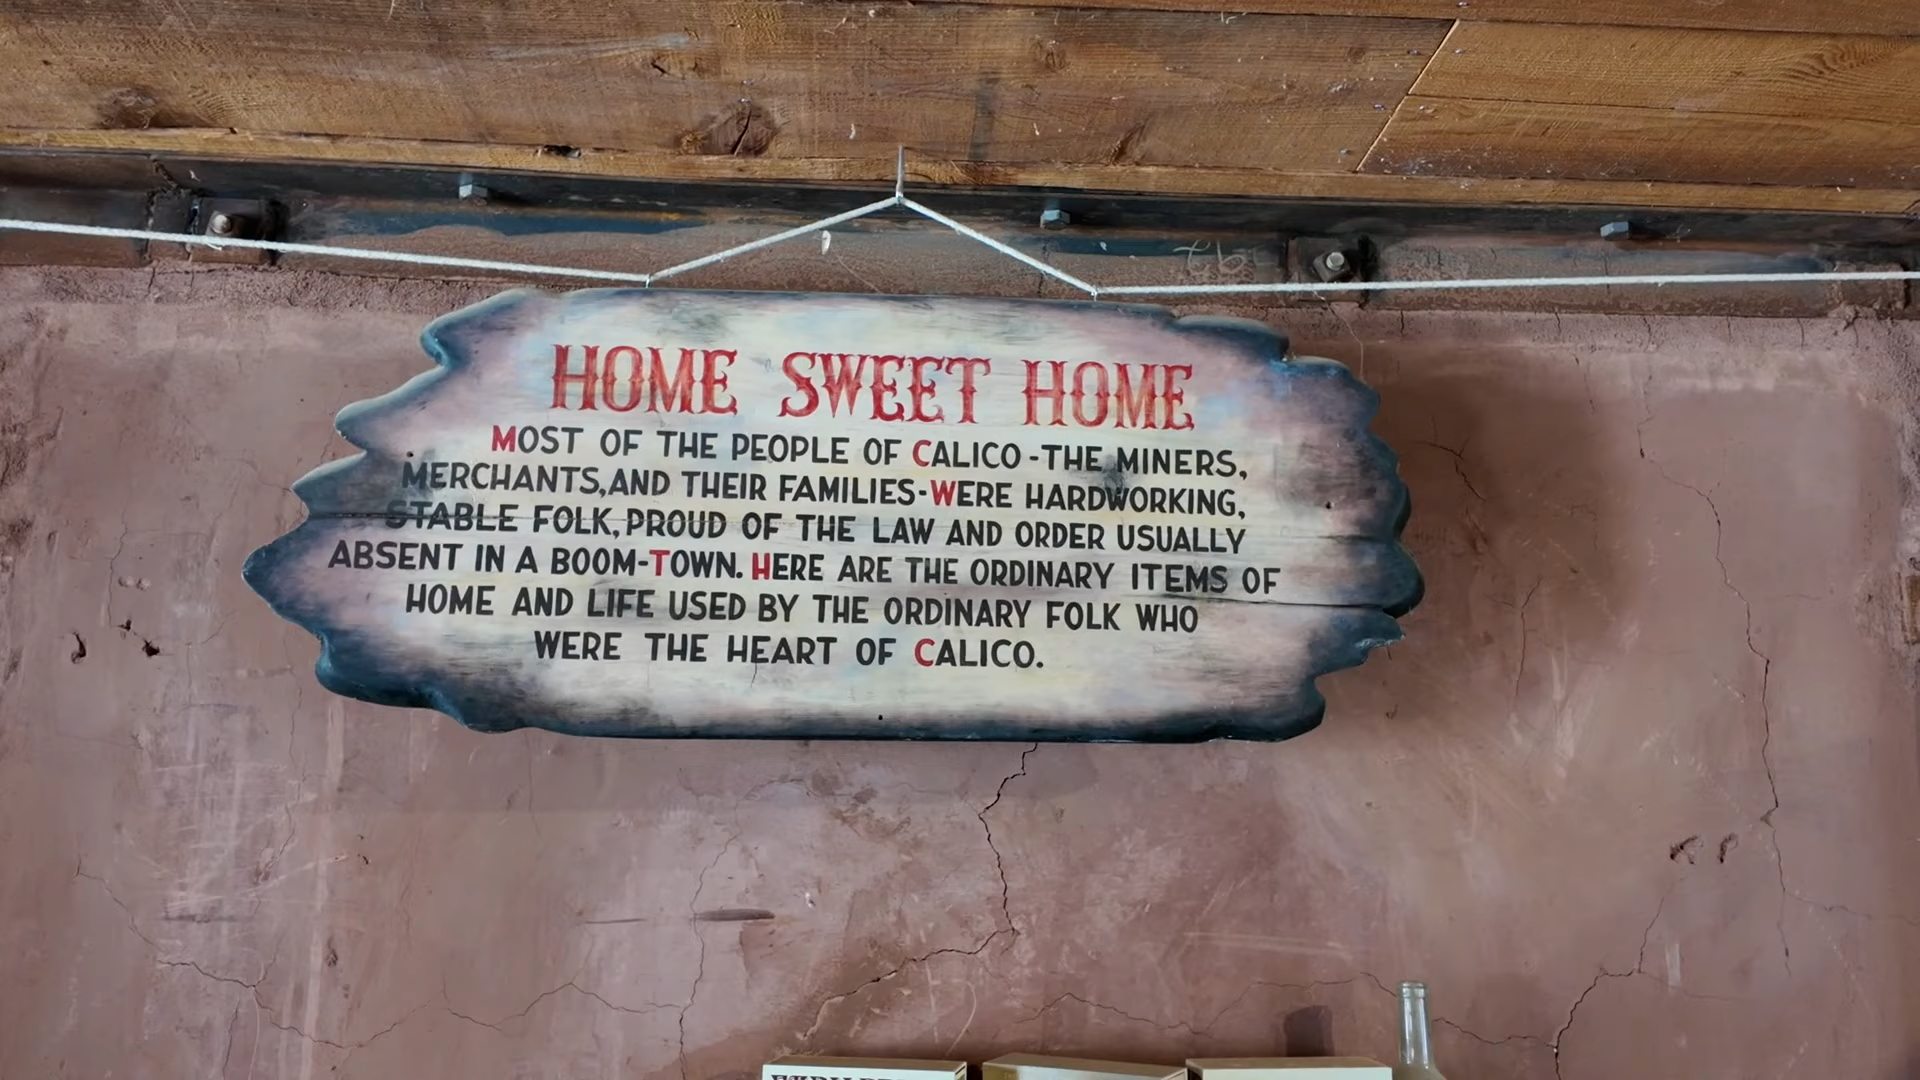 HOME SWEET HOME
MOST OF THE PEOPLE OF CALICO - THE MINERS,
MERCHANTS, AND THEIR FAMILIES - WERE HARDWORKING,
STABLE FOLK, PROUD OF THE LAW AND ORDER USUALLY
ABSENT IN A BOOM-TOWN. HERE ARE THE ORDINARY ITEMS OF
HOME AND LIFE USED BY THE ORDINARY FOLK WHO
WERE THE HEART OF CALICO.